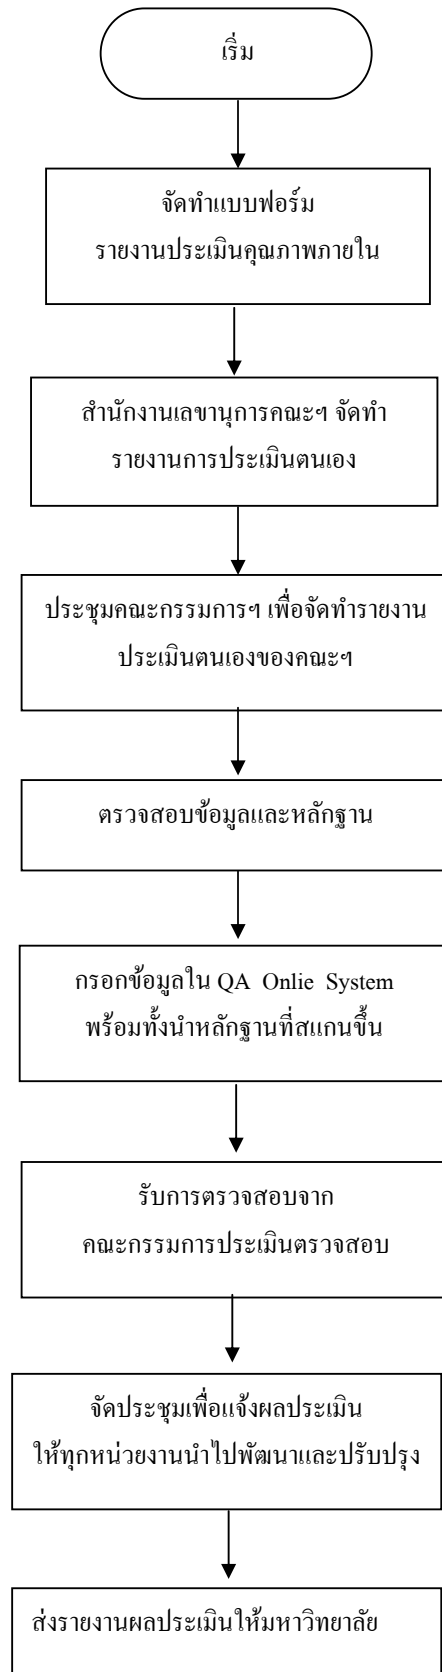 เริ่ม
จัดทำแบบฟอร์ม
รายงานประเมินคุณภาพภายใน
สำนักงานเลขานุการคณะฯ จัดทำ
รายงานการประเมินตนเอง
ประชุมคณะกรรมการฯ เพื่อจัดทำรายงาน
ประเมินตนเองของคณะฯ
ตรวจสอบข้อมูลและหลักฐาน
กรอกข้อมูลใน QA Onlie System
พร้อมทั้งนำหลักฐานที่สแกนขึ้น
รับการตรวจสอบจาก
คณะกรรมการประเมินตรวจสอบ
จัดประชุมเพื่อแจ้งผลประเมิน
ให้ทุกหน่วยงานนำไปพัฒนาและปรับปรุง
ส่งรายงานผลประเมินให้มหาวิทยาลัย